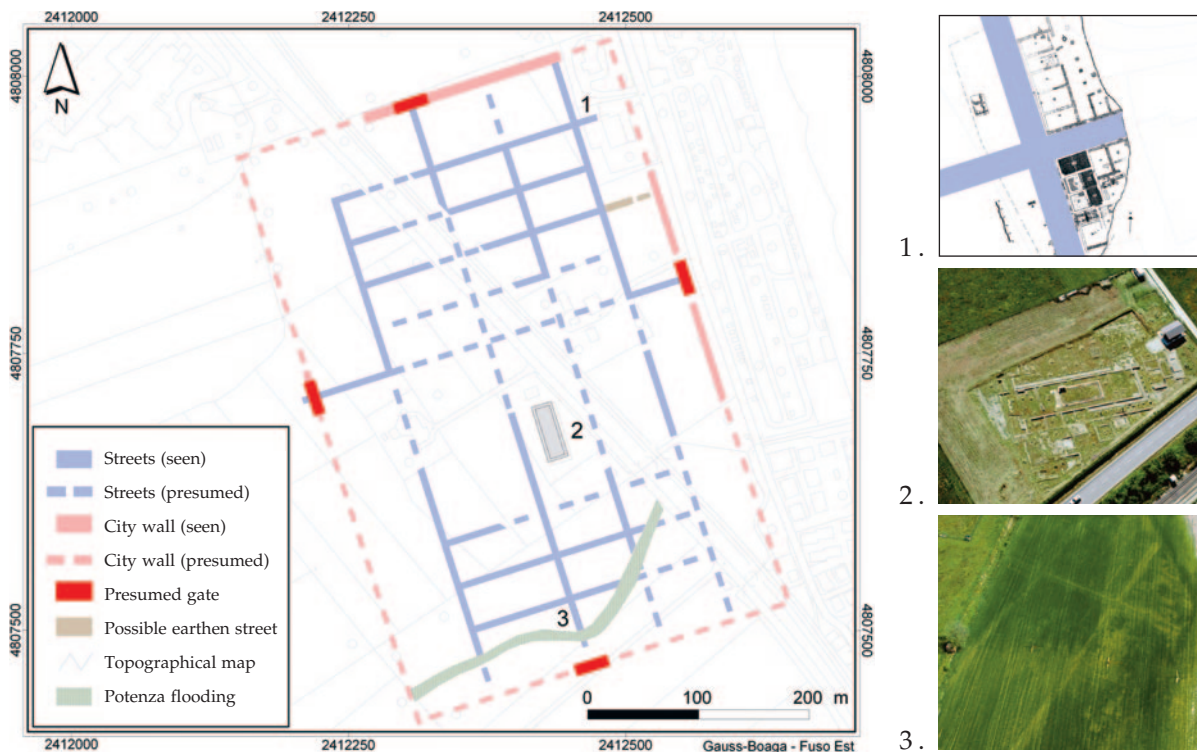 2412000 2412250 2412500
4808000 4808000
N
1
1.
4807750 4807750
2
2.
Streets (seen)
Streets (presumed)
City wall (seen)
City wall (presumed)
Presumed gate
Possible earthen street
Topographical map
Potenza flooding
3
4807500 4807500
0 100 200 m
2412000 2412250 2412500
Gauss-Boaga - Fuso Est
3.